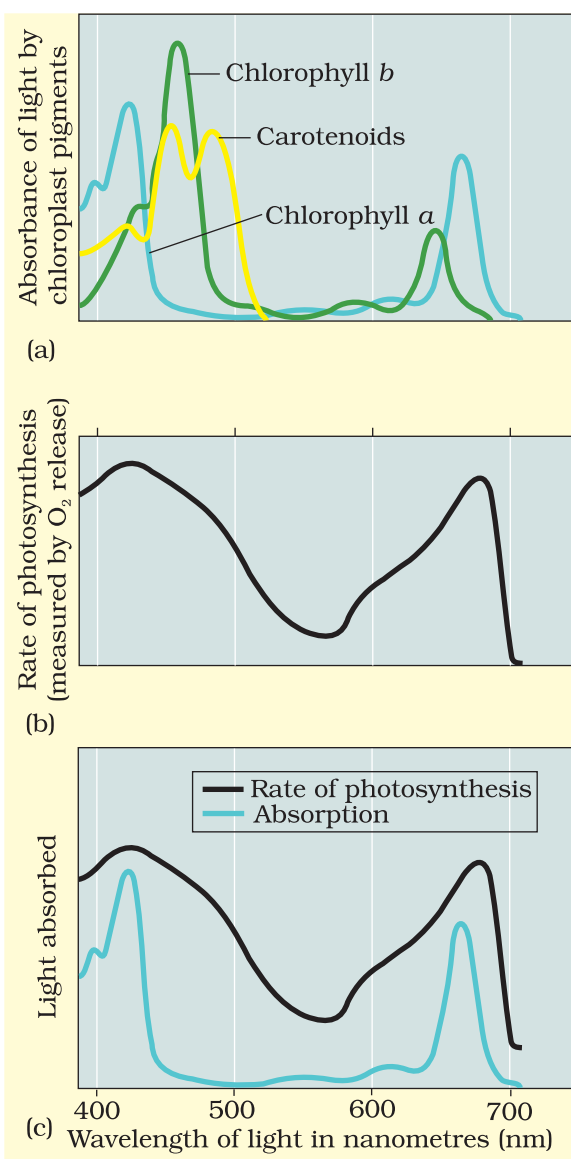 Absorbance of light by
chloroplast pigments
Chlorophyll b
Carotenoids
Chlorophyll a
(a)
Rate of photosynthesis
(measured by O₂ release)
(b)
Rate of photosynthesis
Absorption
Light absorbed
400 500 600 700
(c) Wavelength of light in nanometres (nm)